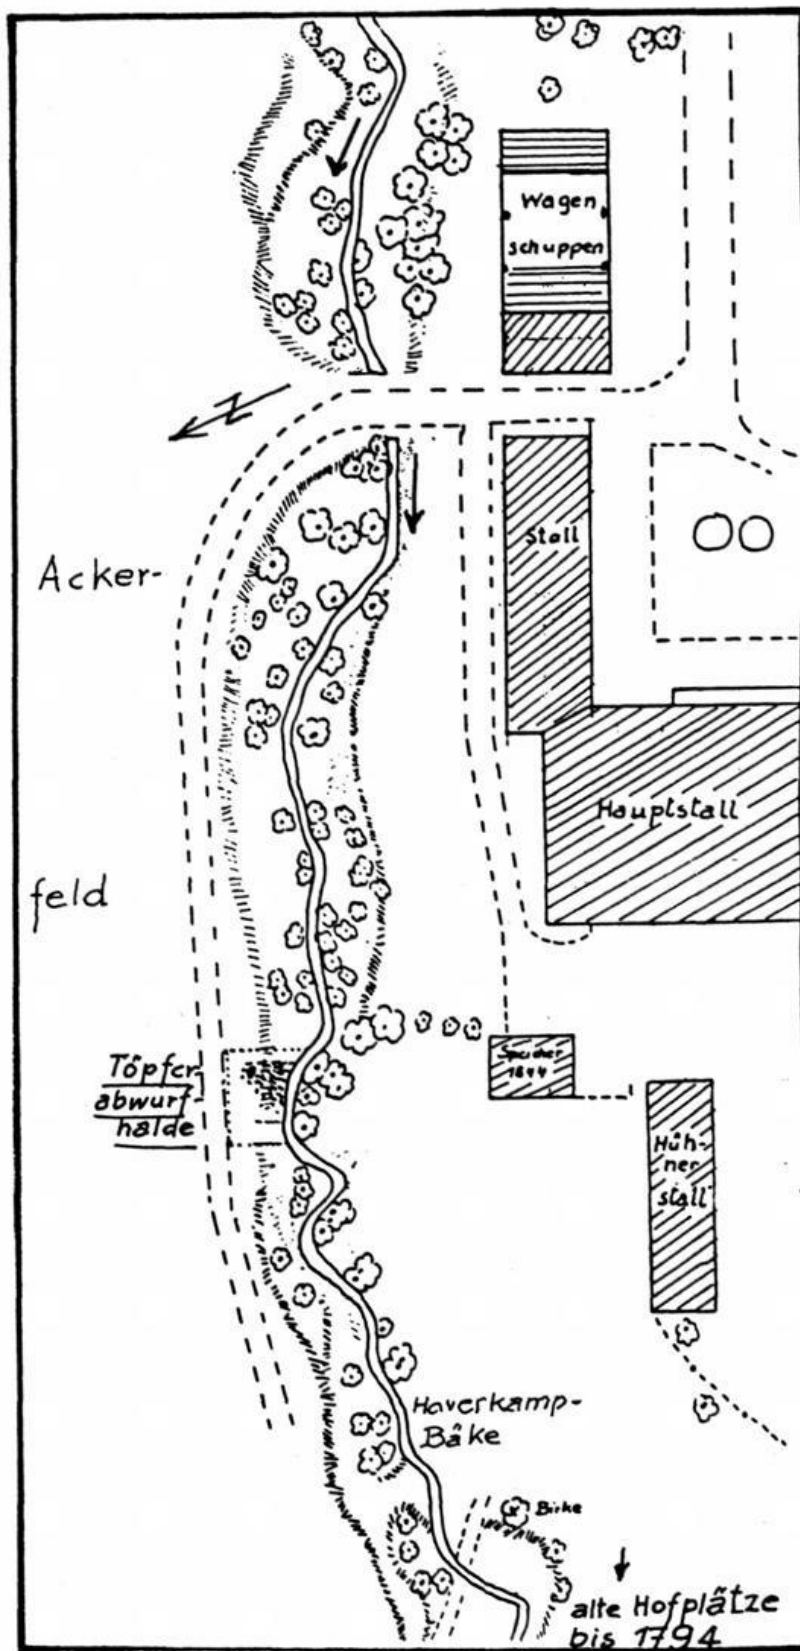 Wagen
schuppen
N
Acker-
Stall
Hauptstall
feld
Speicher
1844
Töpfer
abwurf
halde
Hüh-
ner
stall
Haverkamp-
Bäke
Birke
alte Hofplätze
bis 1794